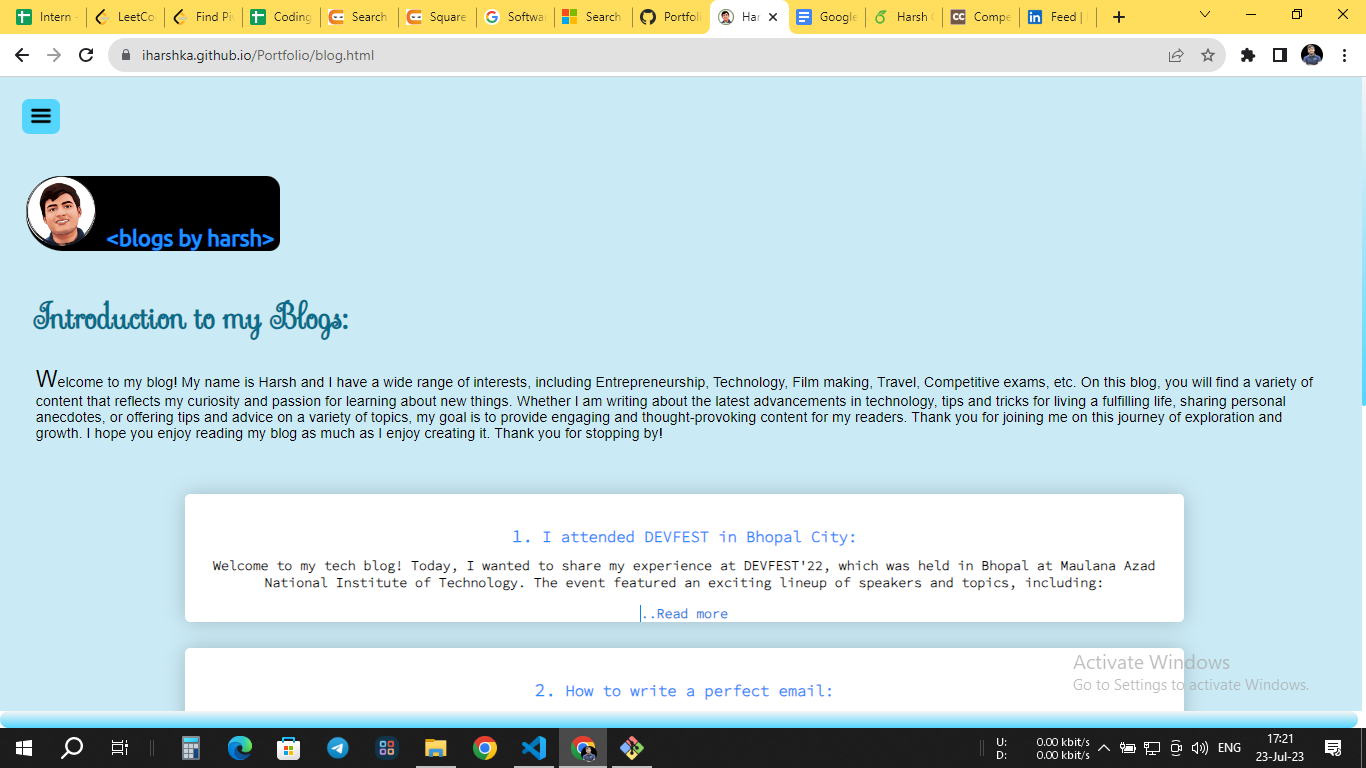 Intern -
LeetCo
Find Pi
Coding
Search
Square
Softwa
Search
Portfoli
Har
Google
Harsh
Compe
Feed |
iharshka.github.io/Portfolio/blog.html
<blogs by harsh>
Introduction to my Blogs:
Welcome to my blog! My name is Harsh and I have a wide range of interests, including Entrepreneurship, Technology, Film making, Travel, Competitive exams, etc. On this blog, you will find a variety of
content that reflects my curiosity and passion for learning about new things. Whether I am writing about the latest advancements in technology, tips and tricks for living a fulfilling life, sharing personal
anecdotes, or offering tips and advice on a variety of topics, my goal is to provide engaging and thought-provoking content for my readers. Thank you for joining me on this journey of exploration and
growth. I hope you enjoy reading my blog as much as I enjoy creating it. Thank you for stopping by!
1. I attended DEVFEST in Bhopal City:
Welcome to my tech blog! Today, I wanted to share my experience at DEVFEST'22, which was held in Bhopal at Maulana Azad
National Institute of Technology. The event featured an exciting lineup of speakers and topics, including:
..Read more
2. How to write a perfect email:
Activate Windows
Go to Settings to activate Windows.
U: 0.00 kbit/s
D: 0.00 kbit/s
ENG
17:21
23-Jul-23